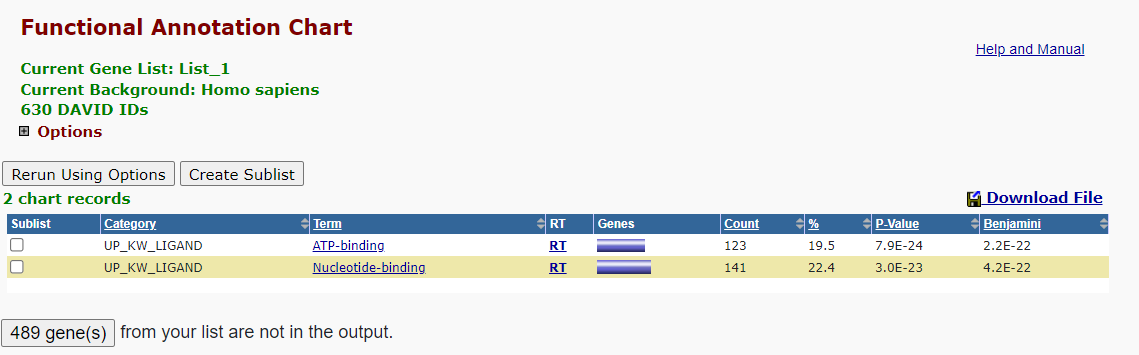 Functional Annotation Chart
Help and Manual
Current Gene List: List_1
Current Background: Homo sapiens
630 DAVID IDs
Options
Rerun Using Options Create Sublist
2 chart records Download File
Sublist Category Term RT Genes Count % P-Value Benjamini
UP_KW_LIGAND ATP-binding RT 123 19.5 7.9E-24 2.2E-22
UP_KW_LIGAND Nucleotide-binding RT 141 22.4 3.0E-23 4.2E-22
489 gene(s) from your list are not in the output.